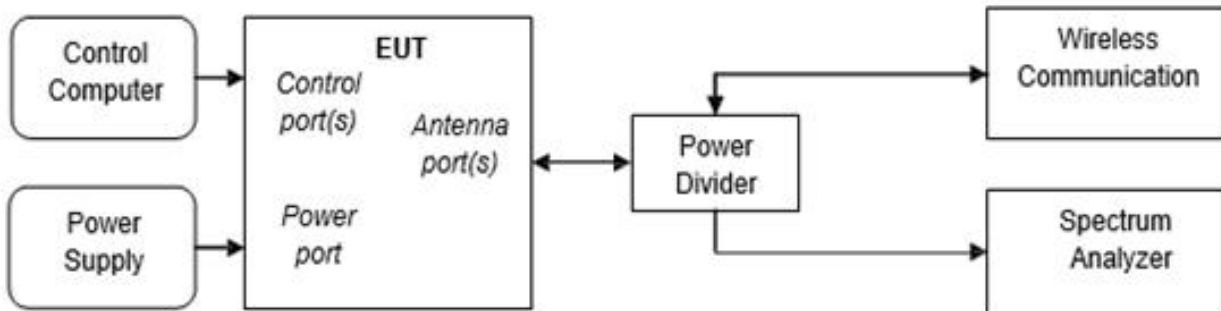 Control
Computer
Power
Supply
EUT
Control
port(s)
Antenna
port(s)
Power
port
Power
Divider
Wireless
Communication
Spectrum
Analyzer